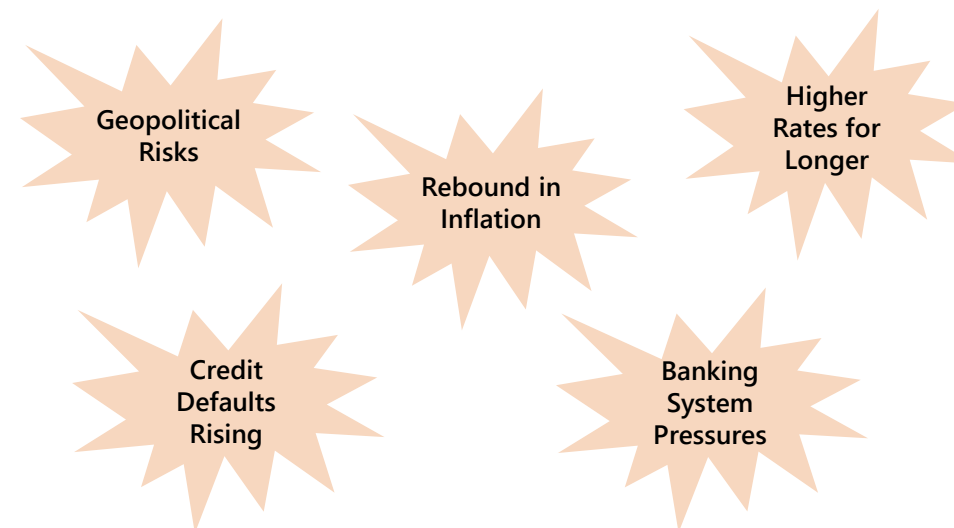 Geopolitical
Risks
Rebound in
Inflation
Higher
Rates for
Longer
Credit
Defaults
Rising
Banking
System
Pressures